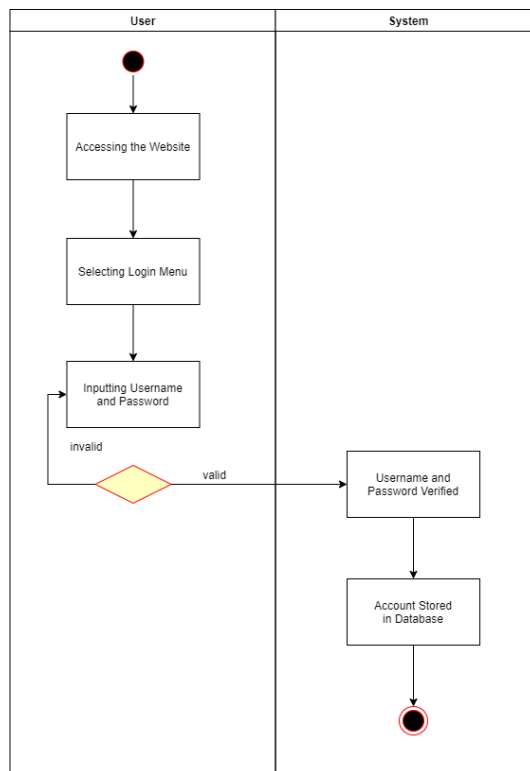 User
System
Accessing the Website
Selecting Login Menu
Inputting Username
and Password
invalid
valid
Username and
Password Verified
Account Stored
in Database